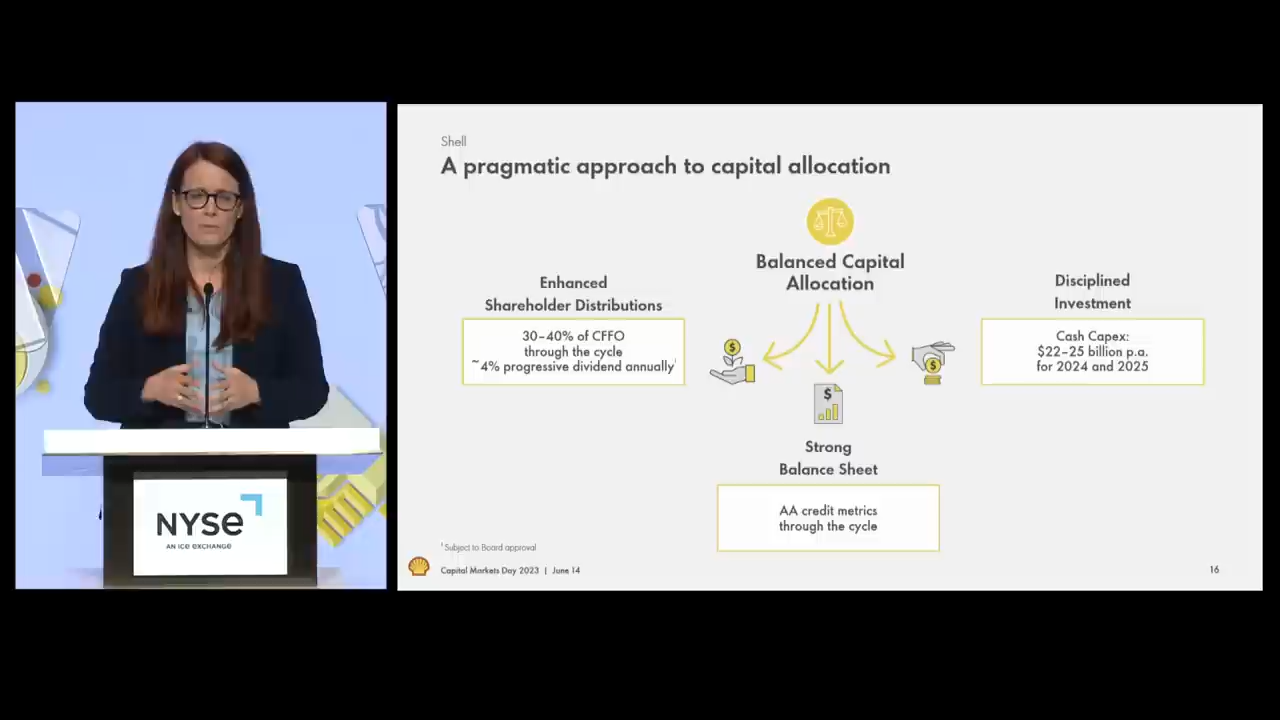 NYSE
AN ICE EXCHANGE
Shell
A pragmatic approach to capital allocation
Balanced Capital
Allocation
Enhanced
Shareholder Distributions
30–40% of CFFO
through the cycle
~4% progressive dividend annually¹
Disciplined
Investment
Cash Capex:
$22–25 billion p.a.
for 2024 and 2025
Strong
Balance Sheet
AA credit metrics
through the cycle
¹ Subject to Board approval
Capital Markets Day 2023 | June 14
16